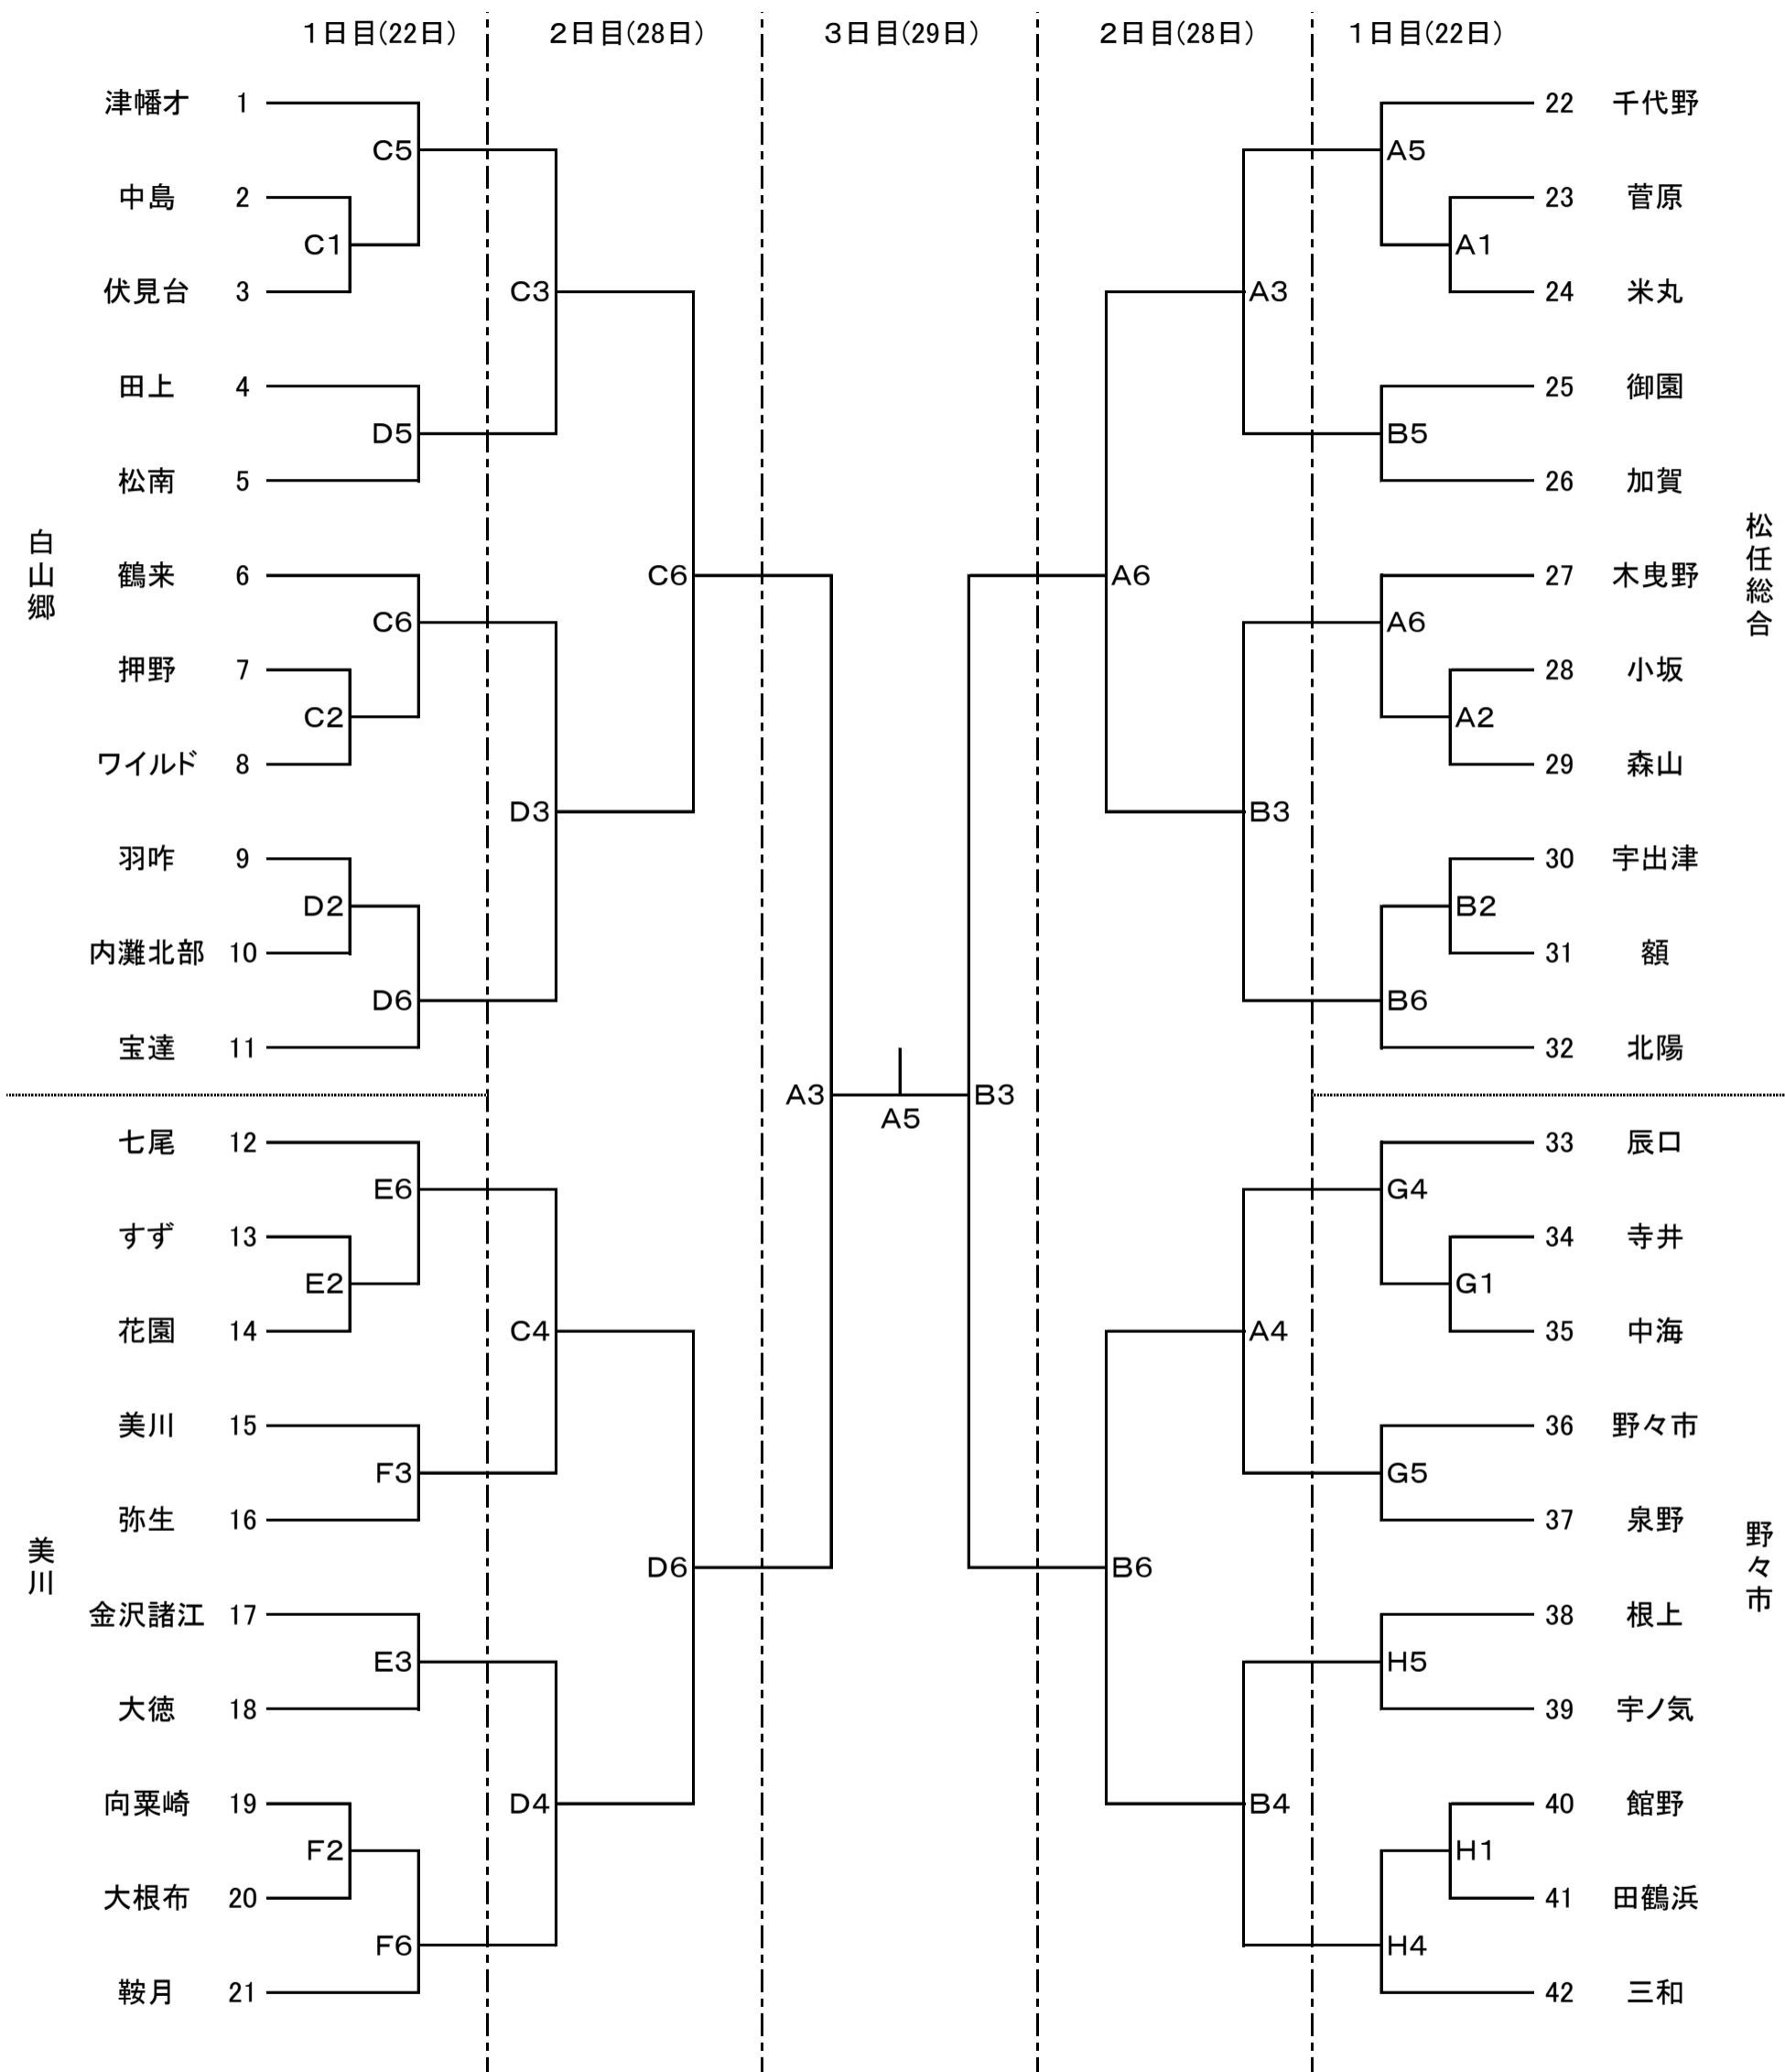 1日目(22日) 2日目(28日) 3日目(29日) 2日目(28日) 1日目(22日)
津幡才 1 22 千代野
C5 A5
中島 2 23 菅原
C1 A1
伏見台 3 C3 A3 24 米丸
田上 4 25 御園
D5 B5
松南 5 26 加賀
白山郷
松任総合
鶴来 6 C6 A6 27 木曳野
C6 A6
押野 7 28 小坂
C2 A2
ワイルド 8 29 森山
D3 B3
羽咋 9 30 宇出津
D2 B2
内灘北部 10 31 額
D6 B6
宝達 11 32 北陽
A3 B3
A5
七尾 12 33 辰口
E6 G4
すず 13 34 寺井
E2 G1
花園 14 C4 A4 35 中海
美川 15 36 野々市
F3 G5
弥生 16 37 泉野
美川
野々市
D6 B6
金沢諸江 17 38 根上
E3 H5
大徳 18 39 宇ノ気
向粟崎 19 D4 B4 40 館野
F2 H1
大根布 20 41 田鶴浜
F6 H4
鞍月 21 42 三和